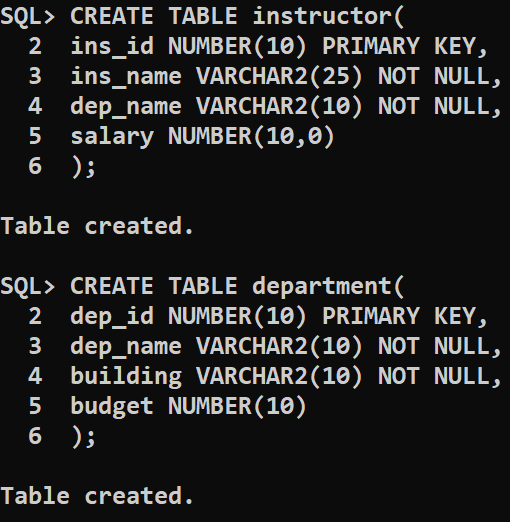 SQL> CREATE TABLE instructor(
  2  ins_id NUMBER(10) PRIMARY KEY,
  3  ins_name VARCHAR2(25) NOT NULL,
  4  dep_name VARCHAR2(10) NOT NULL,
  5  salary NUMBER(10,0)
  6  );
Table created.
SQL> CREATE TABLE department(
  2  dep_id NUMBER(10) PRIMARY KEY,
  3  dep_name VARCHAR2(10) NOT NULL,
  4  building VARCHAR2(10) NOT NULL,
  5  budget NUMBER(10)
  6  );
Table created.